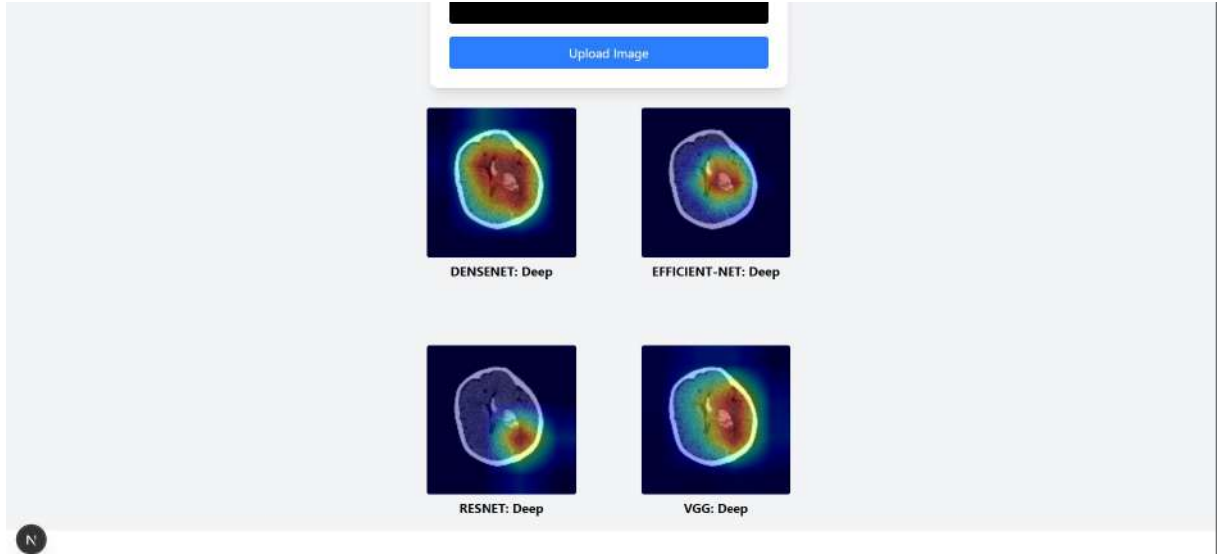 Upload Image
DENSENET: Deep
EFFICIENT-NET: Deep
RESNET: Deep
VGG: Deep
N